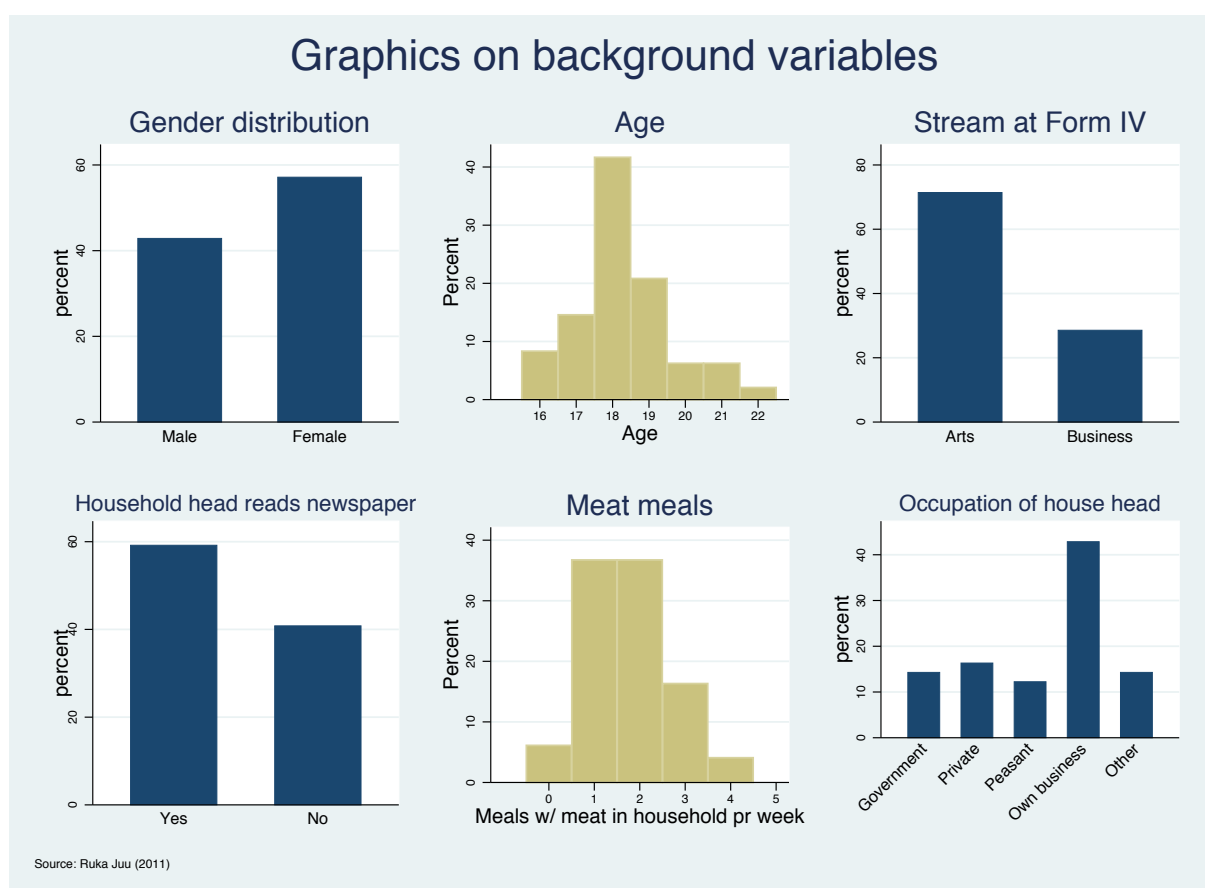 Graphics on background variables
Gender distribution
percent
0
20
40
60
Male Female
Age
Percent
0
10
20
30
40
16 17 18 19 20 21 22
Age
Stream at Form IV
percent
0
20
40
60
80
Arts Business
Household head reads newspaper
percent
0
20
40
60
Yes No
Meat meals
Percent
0
10
20
30
40
0 1 2 3 4 5
Meals w/ meat in household pr week
Occupation of house head
percent
0
10
20
30
40
Government
Private
Peasant
Own business
Other
Source: Ruka Juu (2011)